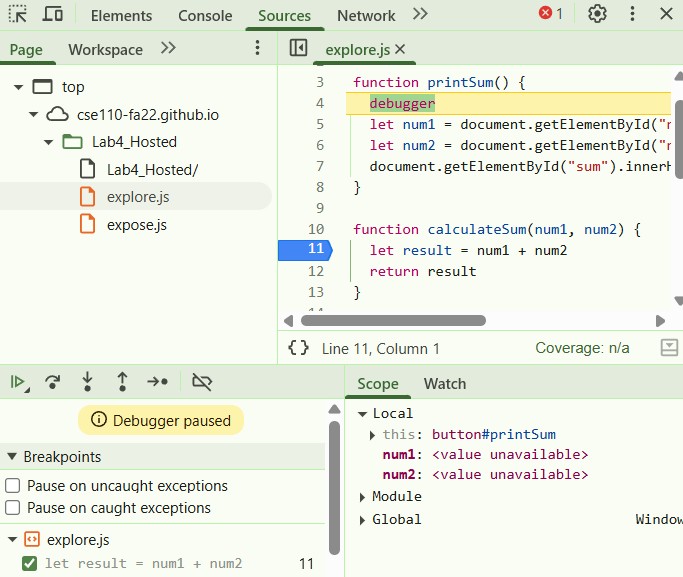 Elements Console Sources Network 1
Page Workspace
explore.js
top
cse110-fa22.github.io
Lab4_Hosted
Lab4_Hosted/
explore.js
expose.js
3 function printSum() {
4 debugger
5 let num1 = document.getElementById("n
6 let num2 = document.getElementById("n
7 document.getElementById("sum").innerH
8 }
9
10 function calculateSum(num1, num2) {
11 let result = num1 + num2
12 return result
13 }
{} Line 11, Column 1 Coverage: n/a
Debugger paused
Breakpoints
Pause on uncaught exceptions
Pause on caught exceptions
explore.js
let result = num1 + num2 11
Scope Watch
Local
this: button#printSum
num1: <value unavailable>
num2: <value unavailable>
Module
Global Window